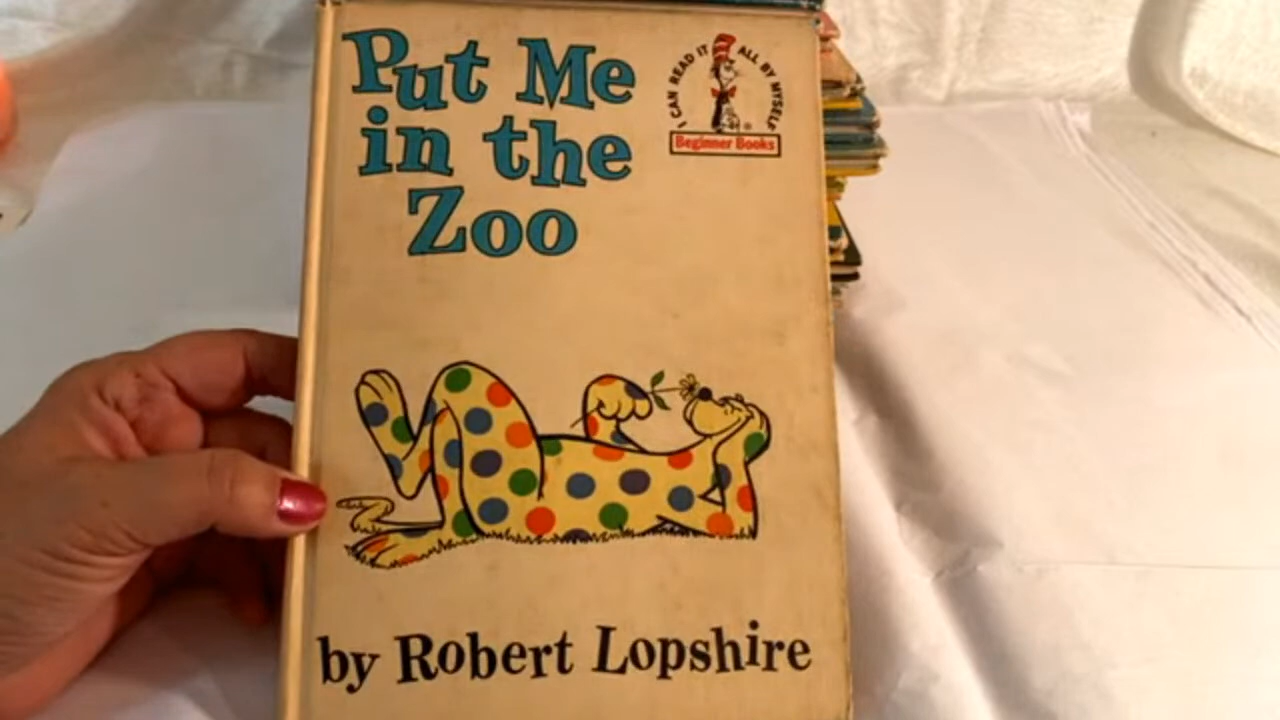 Put Me
in the
Zoo
I CAN READ IT ALL BY MYSELF
Beginner Books
by Robert Lopshire